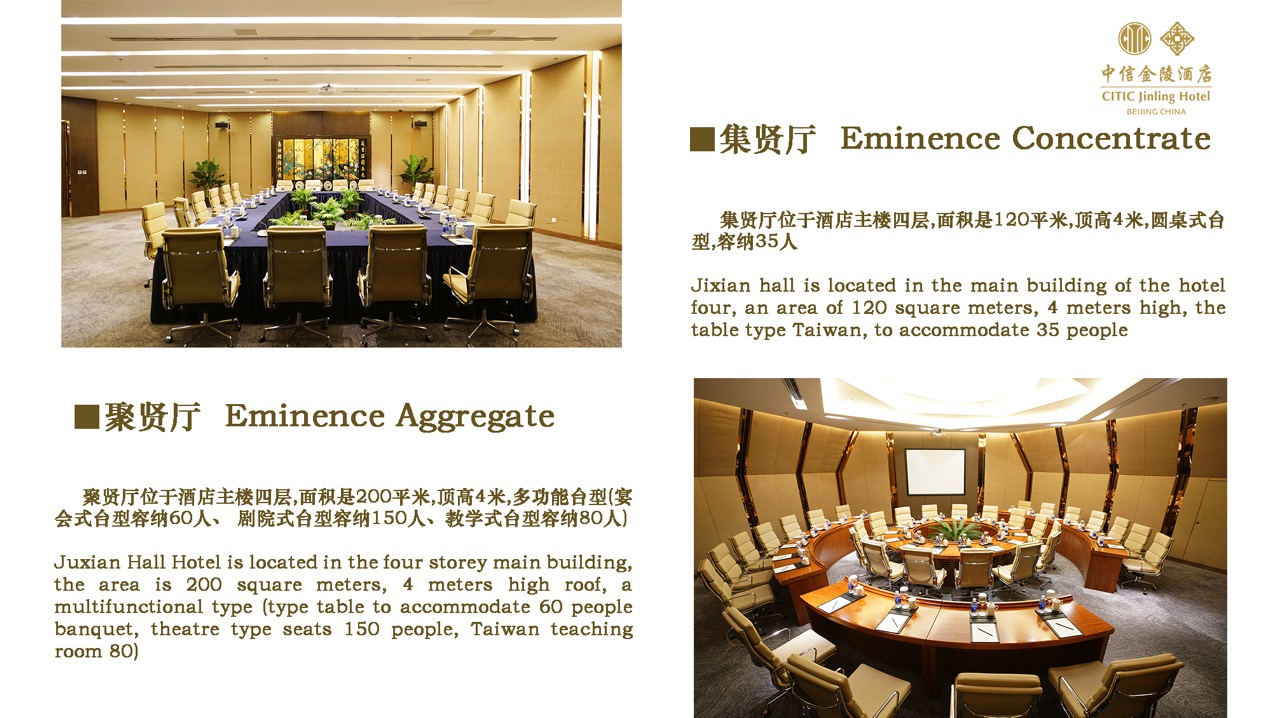 中信金陵酒店
CITIC Jinling Hotel
BEIJING CHINA
■集贤厅 Eminence Concentrate
集贤厅位于酒店主楼四层,面积是120平米,顶高4米,圆桌式台
型,容纳35人
Jixian hall is located in the main building of the hotel
four, an area of 120 square meters, 4 meters high, the
table type Taiwan, to accommodate 35 people
■聚贤厅 Eminence Aggregate
聚贤厅位于酒店主楼四层,面积是200平米,顶高4米,多功能台型(宴
会式台型容纳60人、 剧院式台型容纳150人、教学式台型容纳80人)
Juxian Hall Hotel is located in the four storey main building,
the area is 200 square meters, 4 meters high roof, a
multifunctional type (type table to accommodate 60 people
banquet, theatre type seats 150 people, Taiwan teaching
room 80)